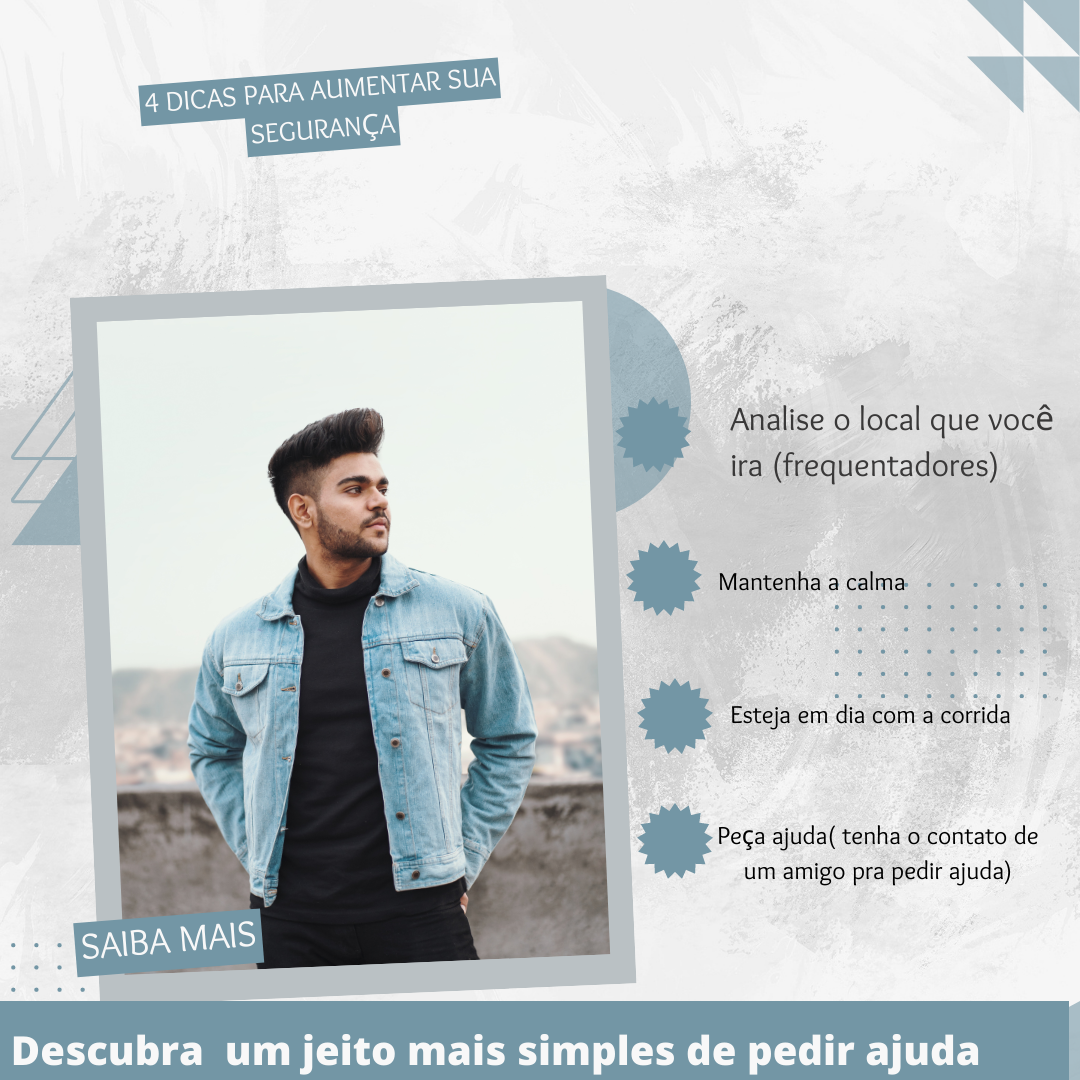 4 DICAS PARA AUMENTAR SUA
SEGURANÇA
Analise o local que você
ira (frequentadores)
Mantenha a calma
Esteja em dia com a corrida
Peça ajuda( tenha o contato de
um amigo pra pedir ajuda)
SAIBA MAIS
Descubra  um jeito mais simples de pedir ajuda